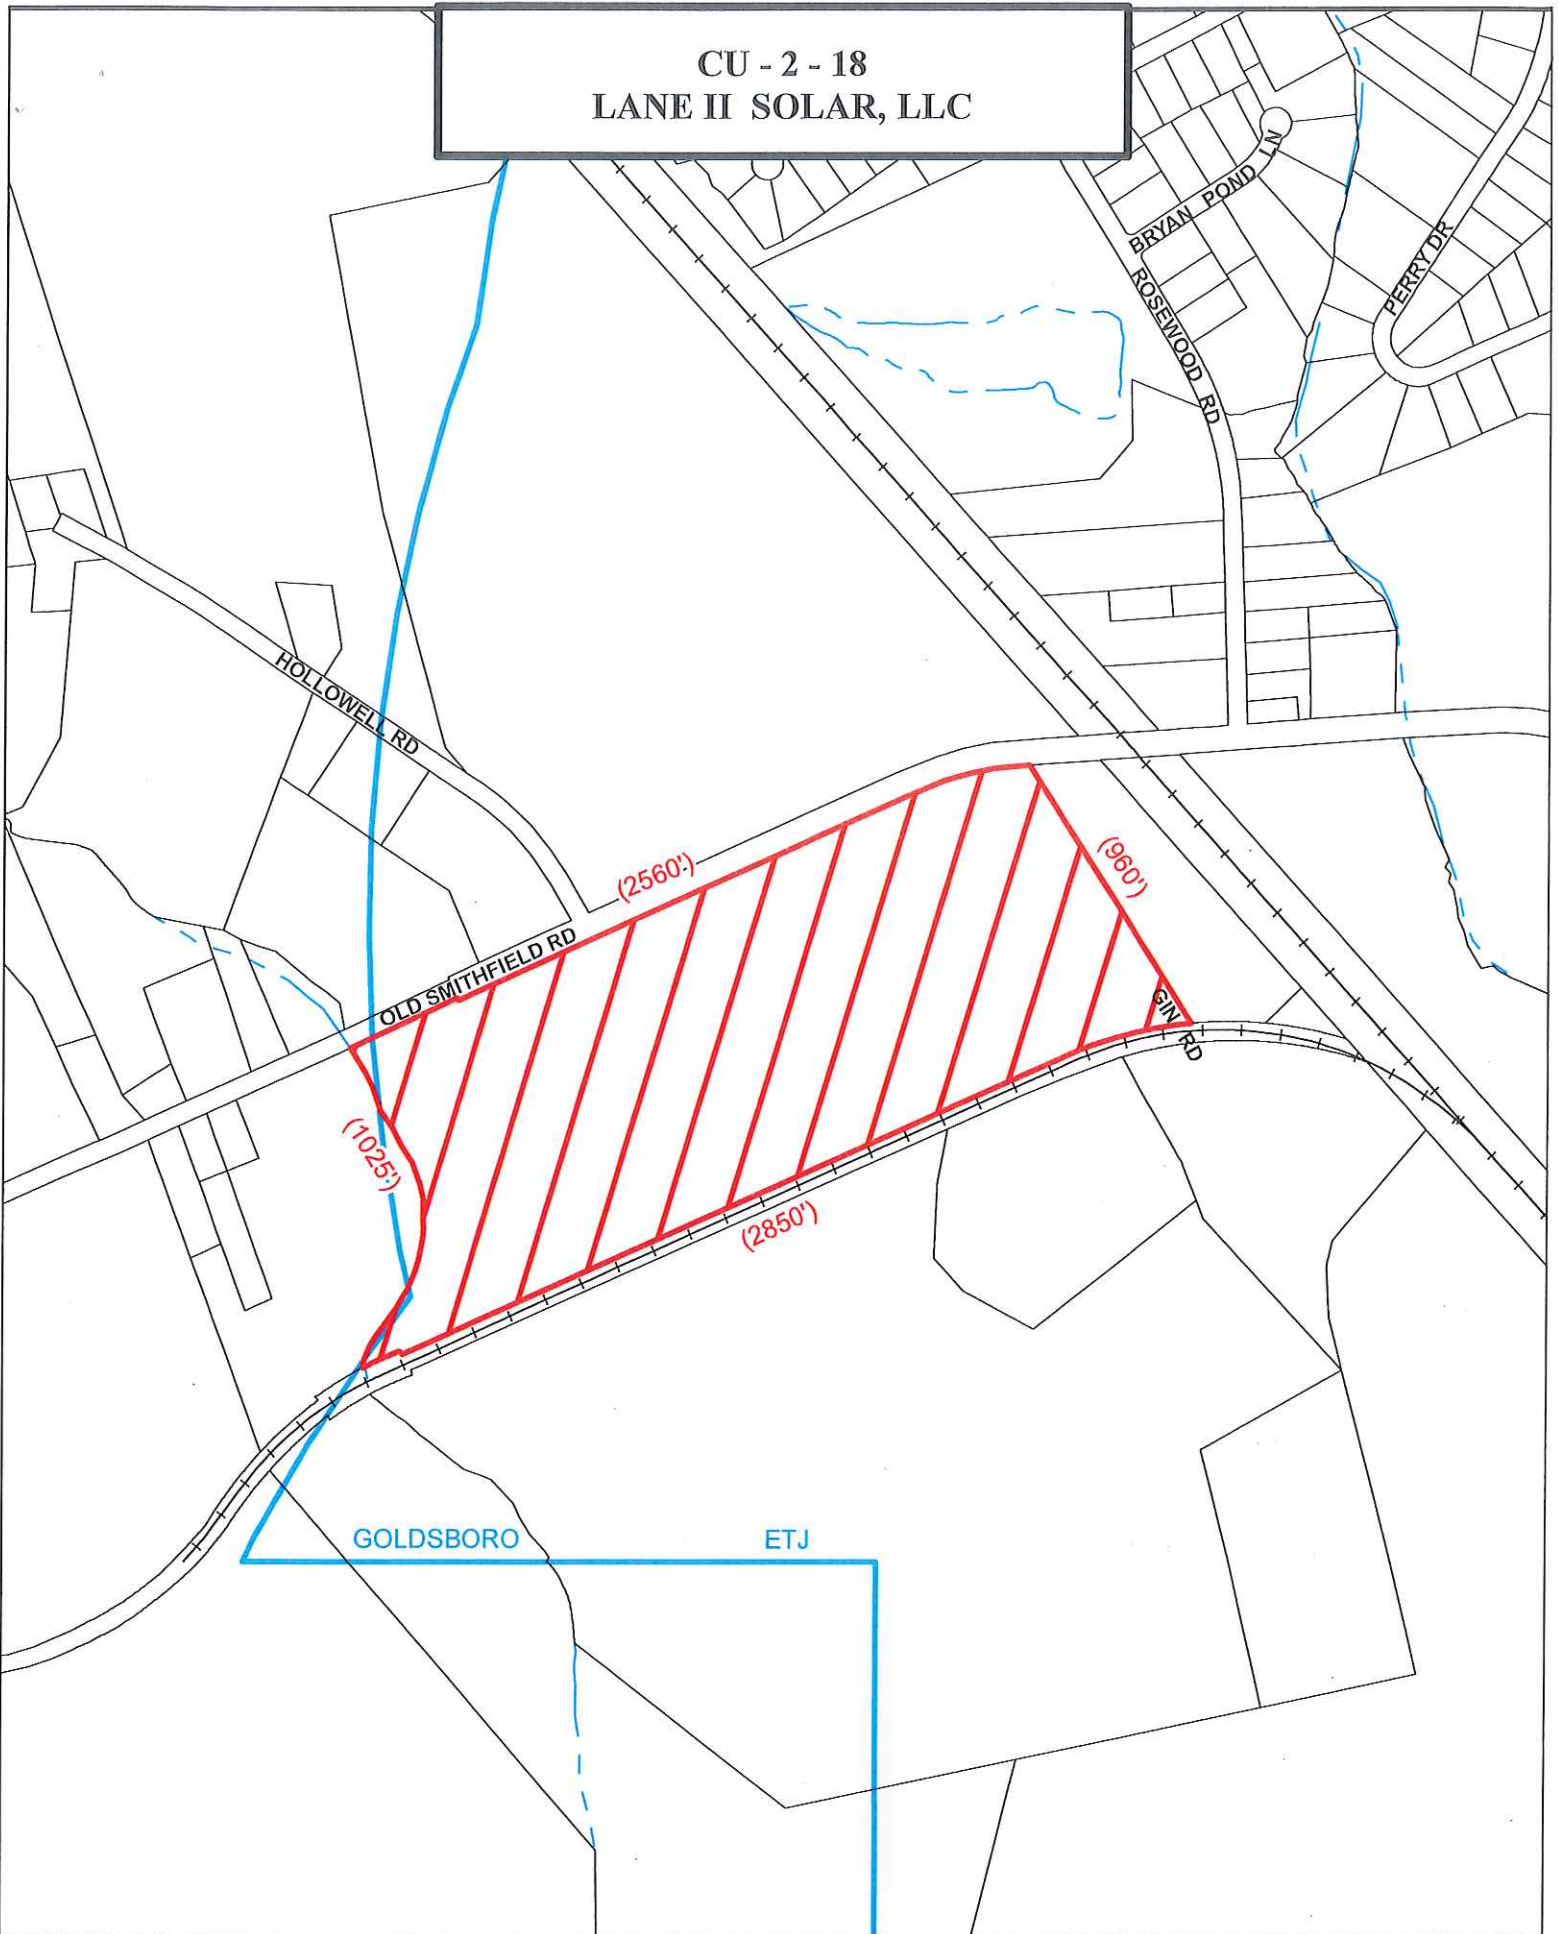 CU - 2 - 18
LANE II SOLAR, LLC
BRYAN POND LN
PERRY DR
ROSEWOOD RD
HOLLOWELL RD
(2560')
(960')
OLD SMITHFIELD RD
GIN RD
(1025')
(2850')
GOLDSBORO ETJ